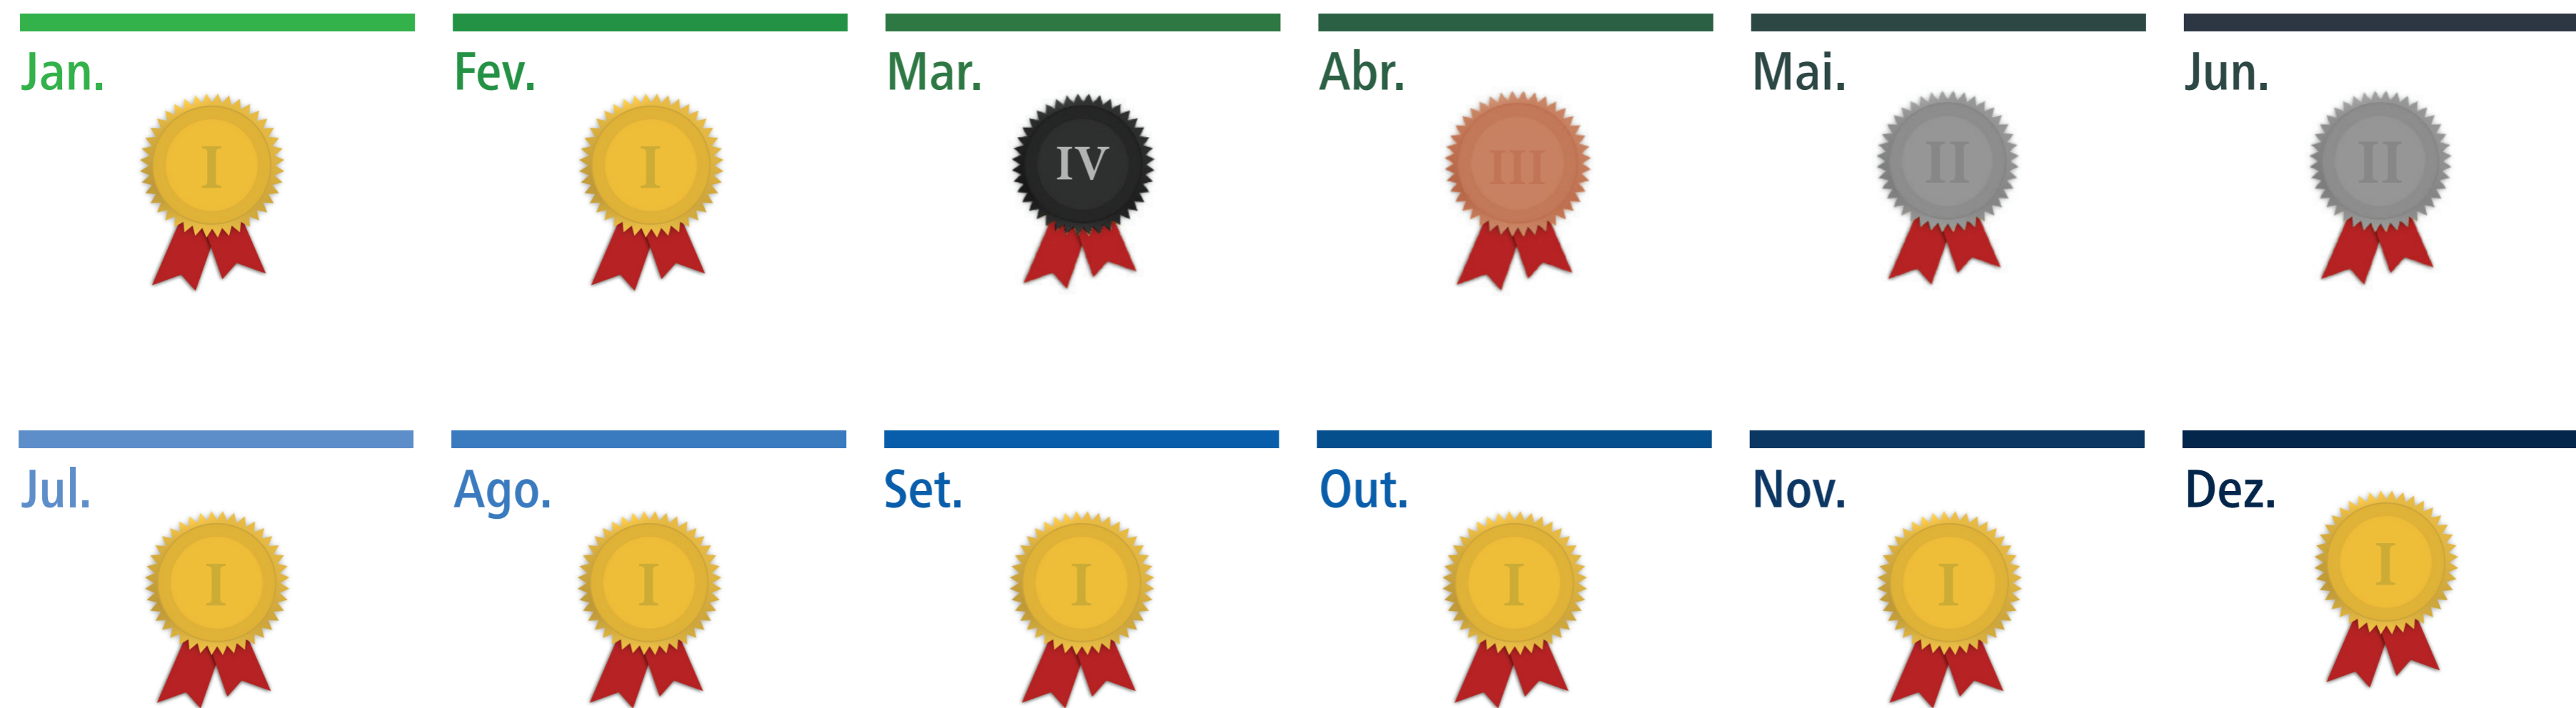 Jan. Fev. Mar. Abr. Mai. Jun.
I I IV III II II
Jul. Ago. Set. Out. Nov. Dez.
I I I I I I